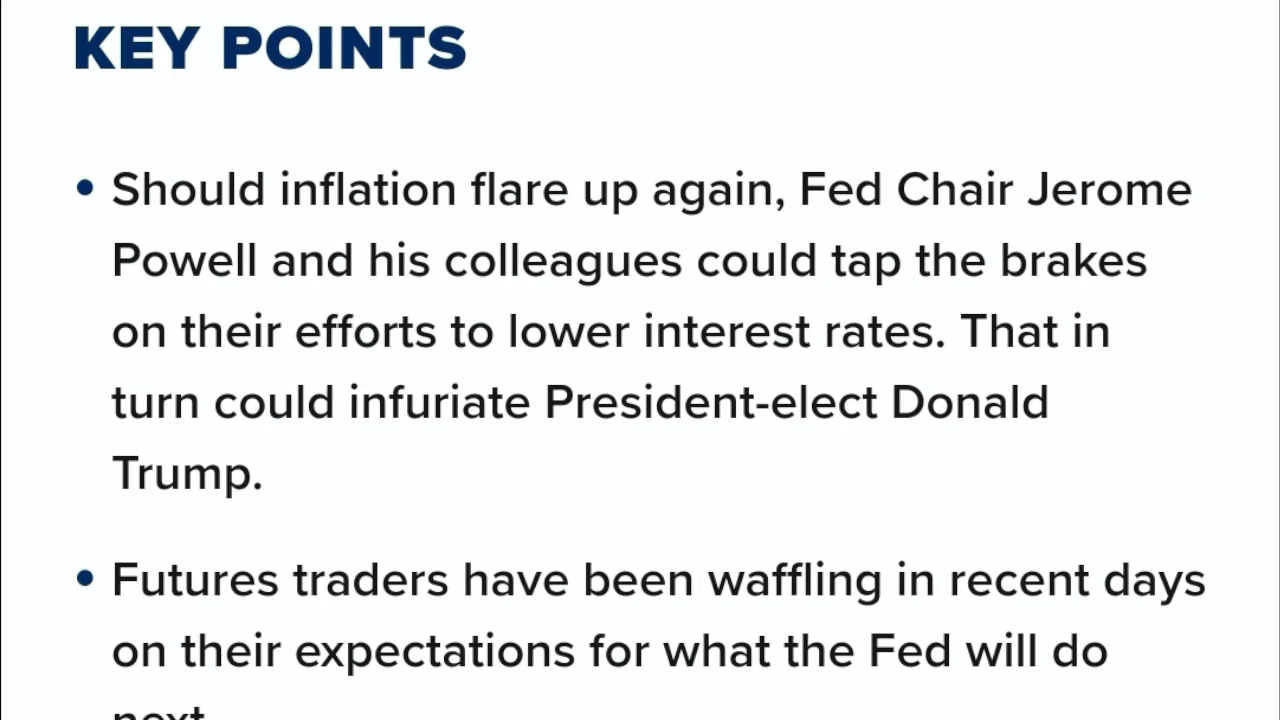 KEY POINTS
• Should inflation flare up again, Fed Chair Jerome
Powell and his colleagues could tap the brakes
on their efforts to lower interest rates. That in
turn could infuriate President-elect Donald
Trump.
• Futures traders have been waffling in recent days
on their expectations for what the Fed will do
next.